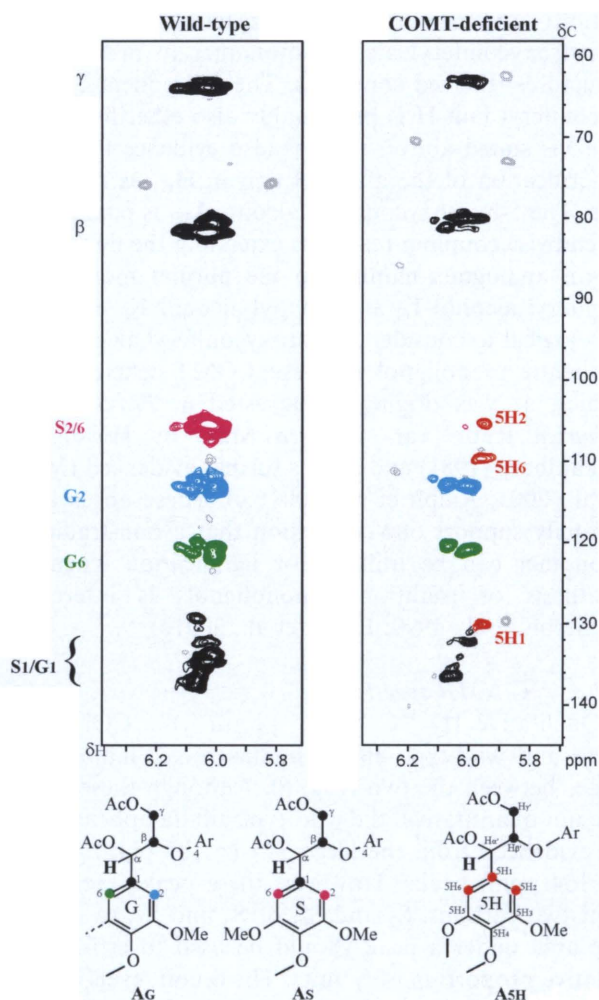 Wild-type
COMT-deficient
δC
γ
60
70
β
80
90
100
S2/6
5H2
5H6
110
G2
G6
120
5H1
130
S1/G1 {
140
δH
6.2 6.0 5.8
6.2 6.0 5.8
ppm
AcO γ
AcO β O-Ar
H α
1
6 G 2
OMe
O
AG
AcO γ
AcO β O-4 Ar
H α
1
6 S 2
MeO OMe
O
AS
AcO Hγ'
AcO Hα' Hβ' O-Ar
H
5H1
5H6 5H2
5H
5H5 5H3
5H4
O OMe
O
A5H